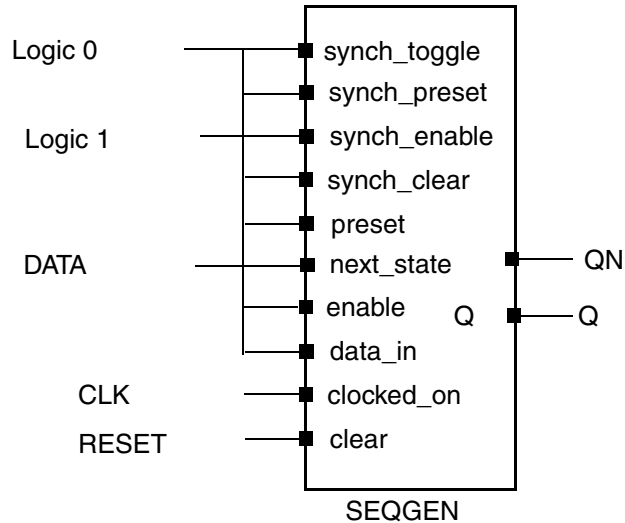 Logic 0
synch_toggle
synch_preset
Logic 1
synch_enable
synch_clear
preset
DATA
next_state
QN
enable
Q
Q
data_in
CLK
clocked_on
RESET
clear
SEQGEN